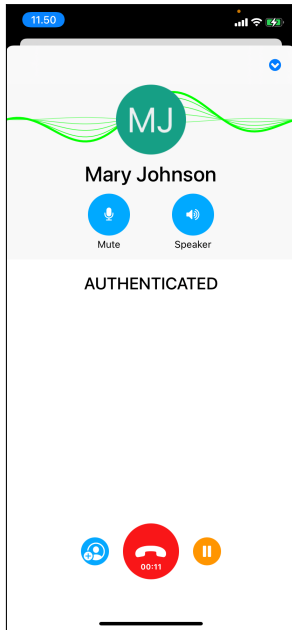 11.50
MJ
Mary Johnson
Mute
Speaker
AUTHENTICATED
00:11